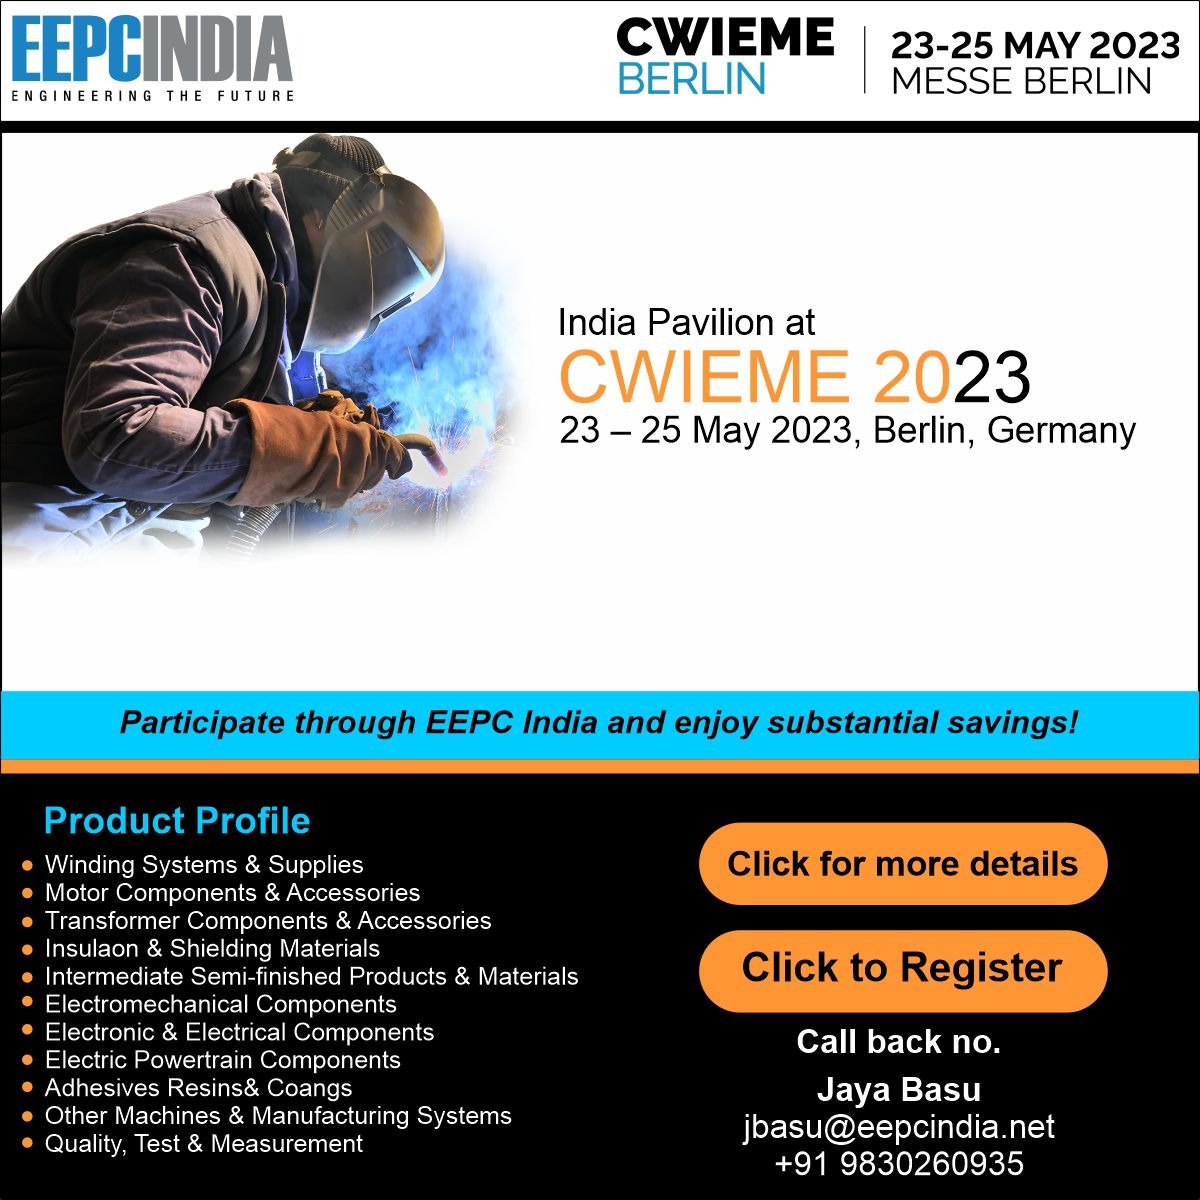 EEPCINDIA
ENGINEERING THE FUTURE
CWIEME
BERLIN
23-25 MAY 2023
MESSE BERLIN
India Pavilion at
CWIEME 2023
23 – 25 May 2023, Berlin, Germany
Participate through EEPC India and enjoy substantial savings!
Product Profile
Winding Systems & Supplies
Motor Components & Accessories
Transformer Components & Accessories
Insulaon & Shielding Materials
Intermediate Semi-finished Products & Materials
Electromechanical Components
Electronic & Electrical Components
Electric Powertrain Components
Adhesives Resins& Coangs
Other Machines & Manufacturing Systems
Quality, Test & Measurement
Click for more details
Click to Register
Call back no.
Jaya Basu
jbasu@eepcindia.net
+91 9830260935